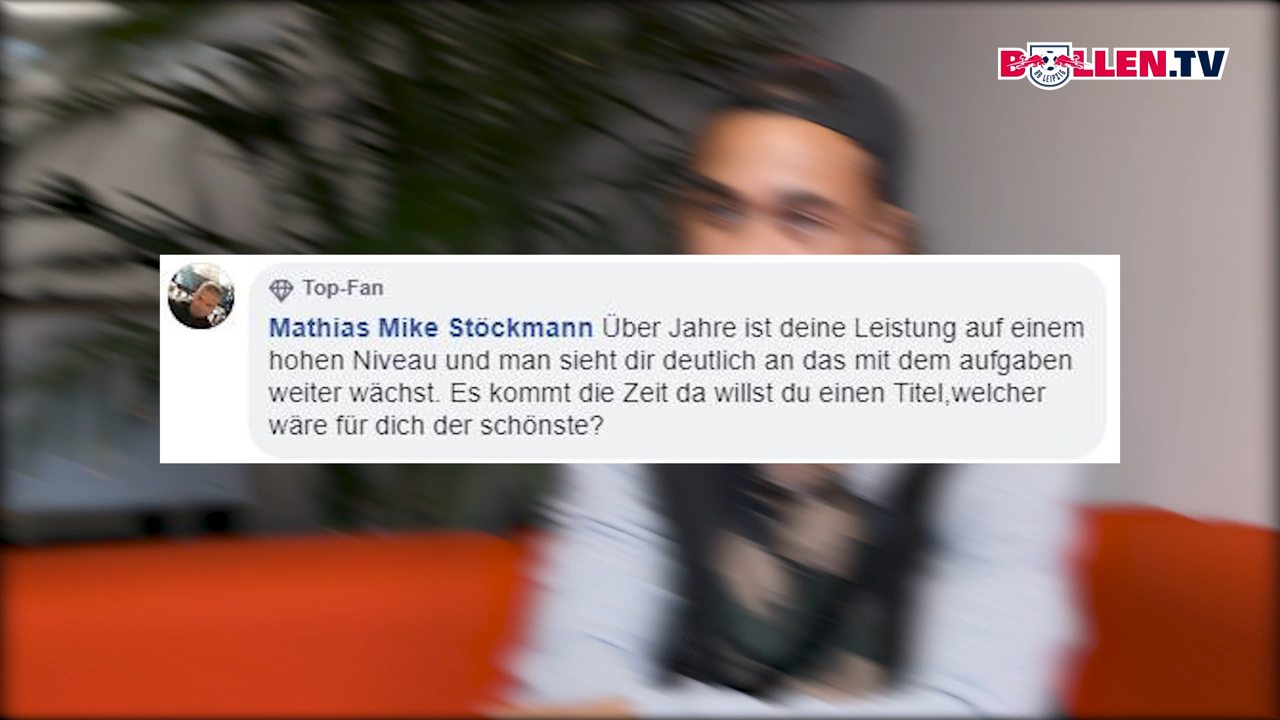 BULLEN.TV
RB LEIPZIG
Top-Fan
Mathias Mike Stöckmann Über Jahre ist deine Leistung auf einem
hohen Niveau und man sieht dir deutlich an das mit dem aufgaben
weiter wächst. Es kommt die Zeit da willst du einen Titel,welcher
wäre für dich der schönste?